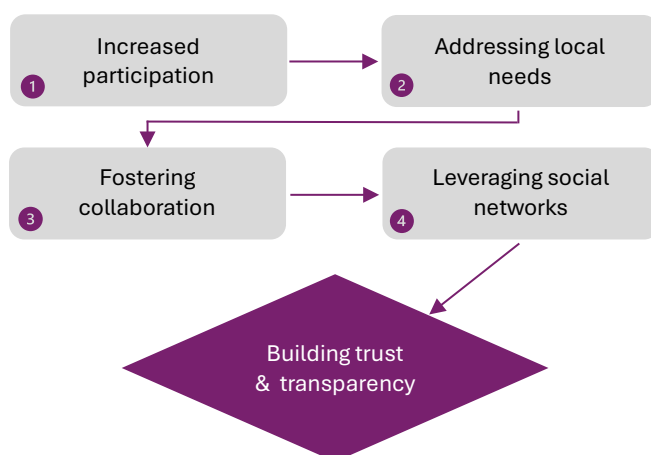 Increased
participation
1
Addressing local
needs
2
Fostering
collaboration
3
Leveraging social
networks
4
Building trust
& transparency